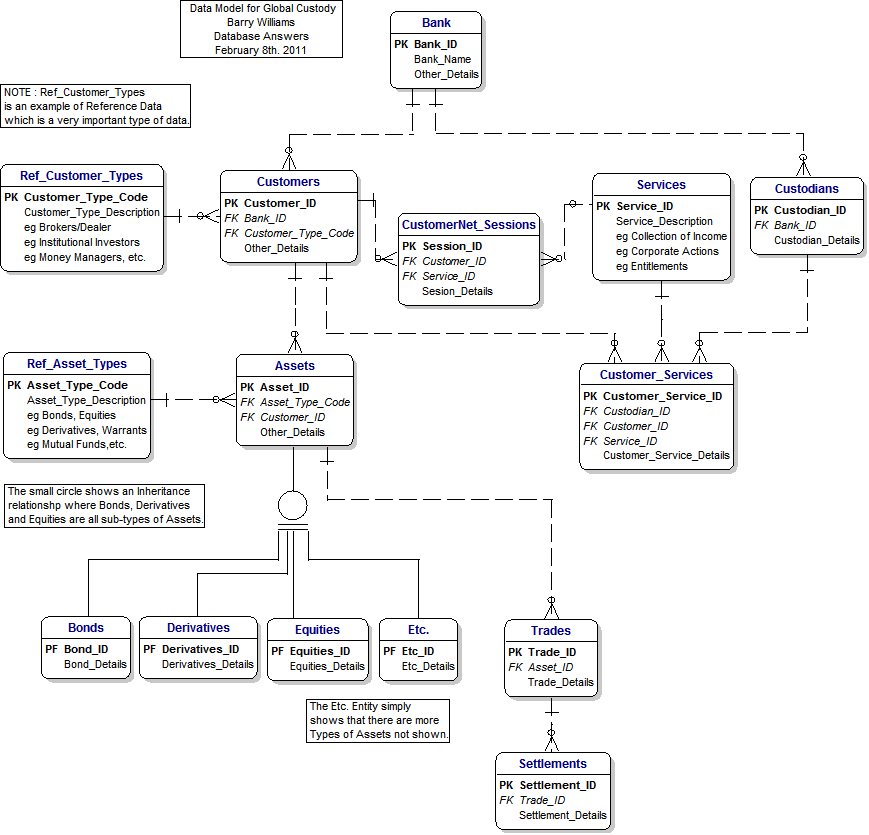 Data Model for Global Custody
Barry Williams
Database Answers
February 8th. 2011
Bank
PK Bank_ID
Bank_Name
Other_Details
NOTE : Ref_Customer_Types
is an example of Reference Data
which is a very important type of data.
Ref_Customer_Types
PK Customer_Type_Code
Customer_Type_Description
eg Brokers/Dealer
eg Institutional Investors
eg Money Managers, etc.
Customers
PK Customer_ID
FK Bank_ID
FK Customer_Type_Code
Other_Details
CustomerNet_Sessions
PK Session_ID
FK Customer_ID
FK Service_ID
Sesion_Details
Services
PK Service_ID
Service_Description
eg Collection of Income
eg Corporate Actions
eg Entitlements
Custodians
PK Custodian_ID
FK Bank_ID
Custodian_Details
Ref_Asset_Types
PK Asset_Type_Code
Asset_Type_Description
eg Bonds, Equities
eg Derivatives, Warrants
eg Mutual Funds,etc.
Assets
PK Asset_ID
FK Asset_Type_Code
FK Customer_ID
Other_Details
Customer_Services
PK Customer_Service_ID
FK Custodian_ID
FK Customer_ID
FK Service_ID
Customer_Service_Details
The small circle shows an Inheritance
relationshp where Bonds, Derivatives
and Equities are all sub-types of Assets.
Bonds
PF Bond_ID
Bond_Details
Derivatives
PF Derivatives_ID
Derivatives_Details
Equities
PF Equities_ID
Equities_Details
Etc.
PF Etc_ID
Etc_Details
Trades
PK Trade_ID
FK Asset_ID
Trade_Details
The Etc. Entity simply
shows that there are more
Types of Assets not shown.
Settlements
PK Settlement_ID
FK Trade_ID
Settlement_Details